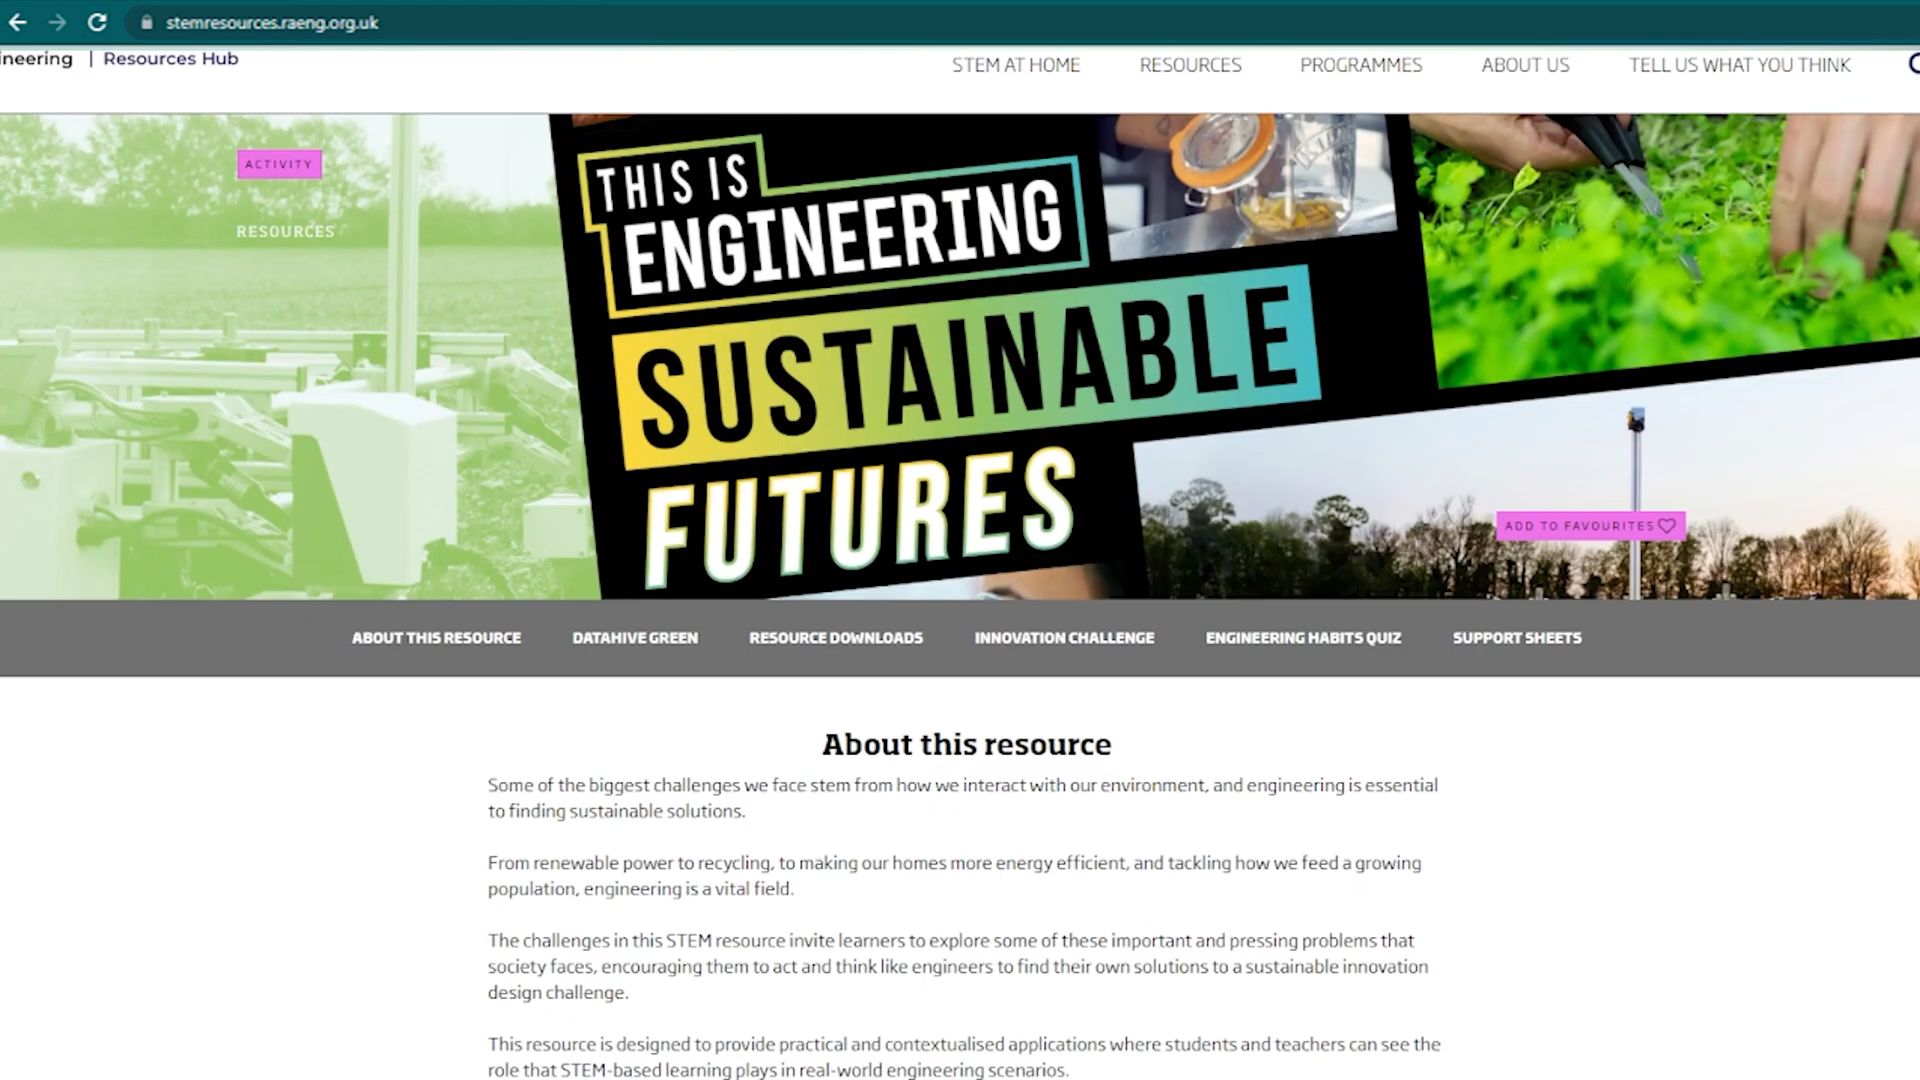 stemresources.raeng.org.uk
| Resources Hub
STEM AT HOME
RESOURCES
PROGRAMMES
ABOUT US
TELL US WHAT YOU THINK
ACTIVITY
RESOURCES
THIS IS
ENGINEERING
SUSTAINABLE
FUTURES
ADD TO FAVOURITES
ABOUT THIS RESOURCE
DATAHIVE GREEN
RESOURCE DOWNLOADS
INNOVATION CHALLENGE
ENGINEERING HABITS QUIZ
SUPPORT SHEETS
About this resource
Some of the biggest challenges we face stem from how we interact with our environment, and engineering is essential
to finding sustainable solutions.
From renewable power to recycling, to making our homes more energy efficient, and tackling how we feed a growing
population, engineering is a vital field.
The challenges in this STEM resource invite learners to explore some of these important and pressing problems that
society faces, encouraging them to act and think like engineers to find their own solutions to a sustainable innovation
design challenge.
This resource is designed to provide practical and contextualised applications where students and teachers can see the
role that STEM-based learning plays in real-world engineering scenarios.